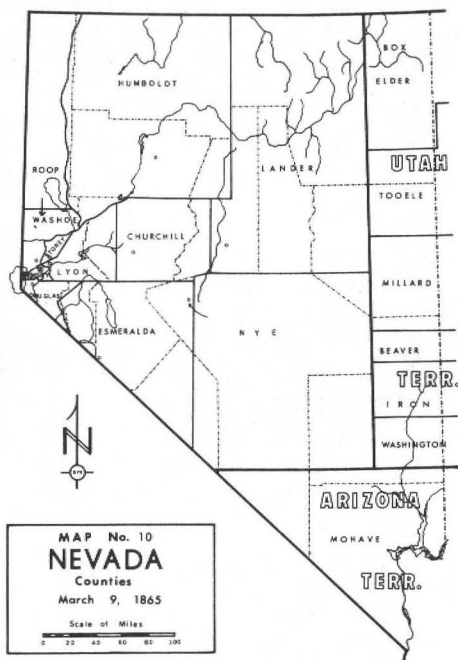 BOX
ELDER
HUMBOLDT
ROOP
LANDER
UTAH
TOOELE
WASHOE
STOREY
CHURCHILL
LYON
MILLARD
DOUGLAS
ESMERALDA
NYE
BEAVER
TERR.
IRON
WASHINGTON
N
ARIZONA
MOHAVE
TERR.
MAP No. 10
NEVADA
Counties
March 9, 1865
Scale of Miles
0 20 40 60 80 100